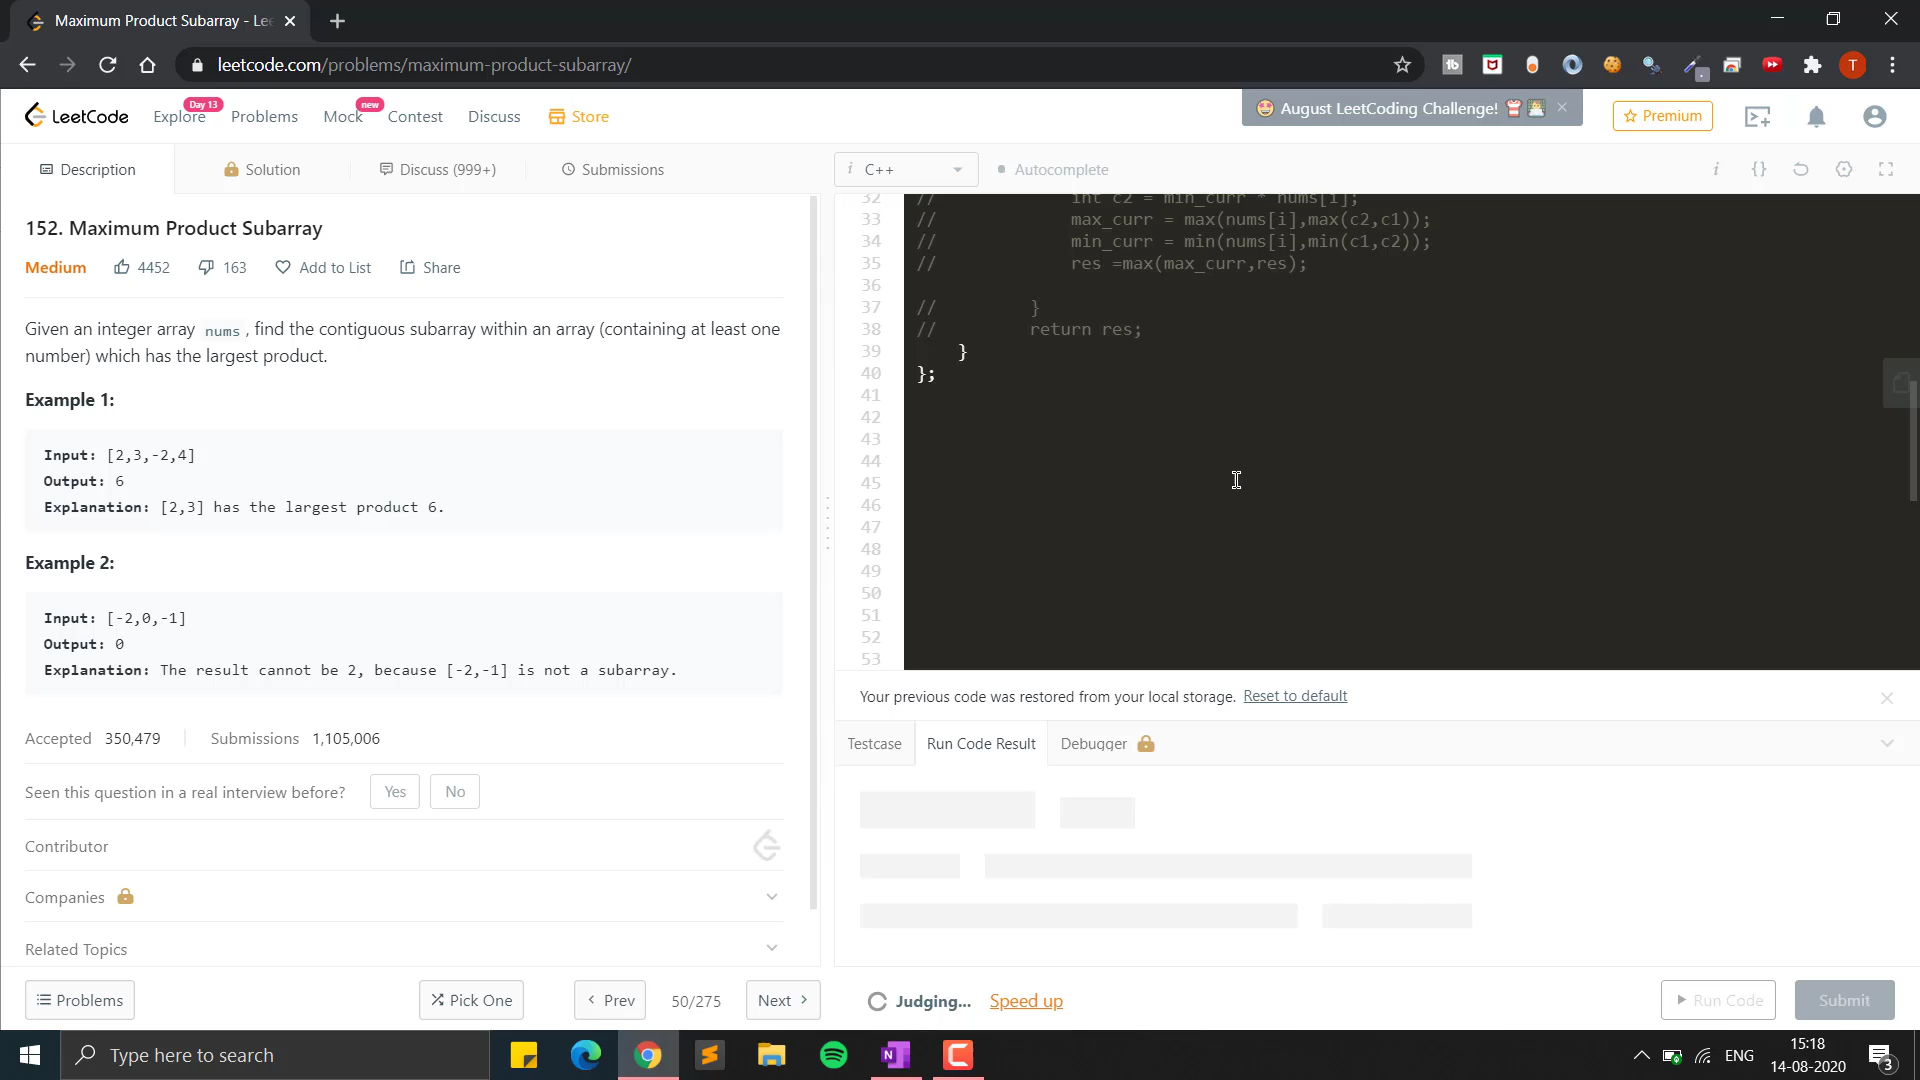 Maximum Product Subarray - Lee
leetcode.com/problems/maximum-product-subarray/
LeetCode
Explore
Day 13
Problems
Mock
new
Contest
Discuss
Store
August LeetCoding Challenge!
Premium
Description
Solution
Discuss (999+)
Submissions
i C++
Autocomplete
152. Maximum Product Subarray
Medium
4452
163
Add to List
Share
Given an integer array nums, find the contiguous subarray within an array (containing at least one
number) which has the largest product.
Example 1:
Input: [2,3,-2,4]
Output: 6
Explanation: [2,3] has the largest product 6.
Example 2:
Input: [-2,0,-1]
Output: 0
Explanation: The result cannot be 2, because [-2,-1] is not a subarray.
Accepted 350,479
Submissions 1,105,006
Seen this question in a real interview before?
Yes
No
Contributor
Companies
Related Topics
Problems
Pick One
Prev
50/275
Next
32 // int c2 = min_curr * nums[i];
33 // max_curr = max(nums[i],max(c2,c1));
34 // min_curr = min(nums[i],min(c1,c2));
35 // res =max(max_curr,res);
36
37 // }
38 // return res;
39 }
40 };
41
42
43
44
45
46
47
48
49
50
51
52
53
Your previous code was restored from your local storage. Reset to default
Testcase
Run Code Result
Debugger
Judging...
Speed up
Run Code
Submit
Type here to search
ENG
15:18
14-08-2020
3